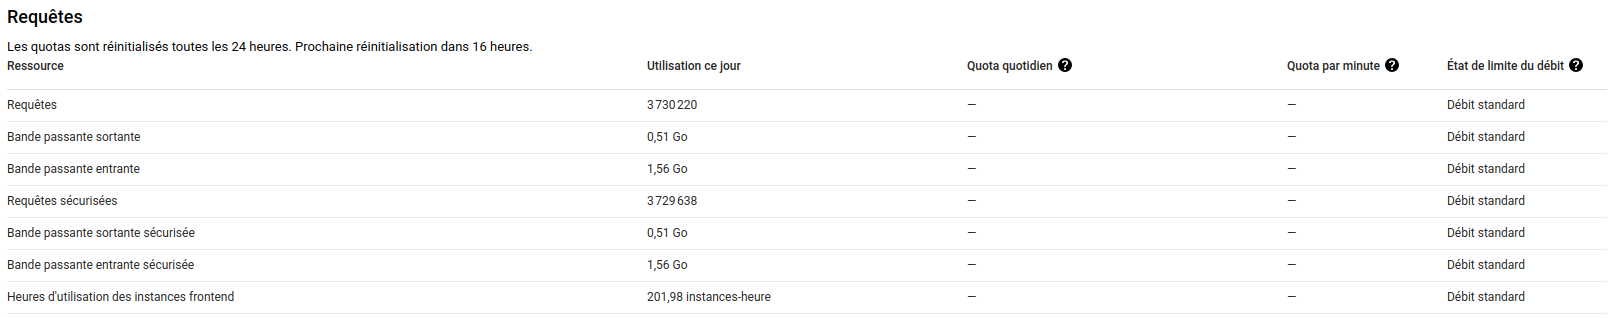 Requêtes
Les quotas sont réinitialisés toutes les 24 heures. Prochaine réinitialisation dans 16 heures.
Ressource Utilisation ce jour Quota quotidien ? Quota par minute ? État de limite du débit ?
Requêtes 3 730 220 — — Débit standard
Bande passante sortante 0,51 Go — — Débit standard
Bande passante entrante 1,56 Go — — Débit standard
Requêtes sécurisées 3 729 638 — — Débit standard
Bande passante sortante sécurisée 0,51 Go — — Débit standard
Bande passante entrante sécurisée 1,56 Go — — Débit standard
Heures d'utilisation des instances frontend 201,98 instances-heure — — Débit standard